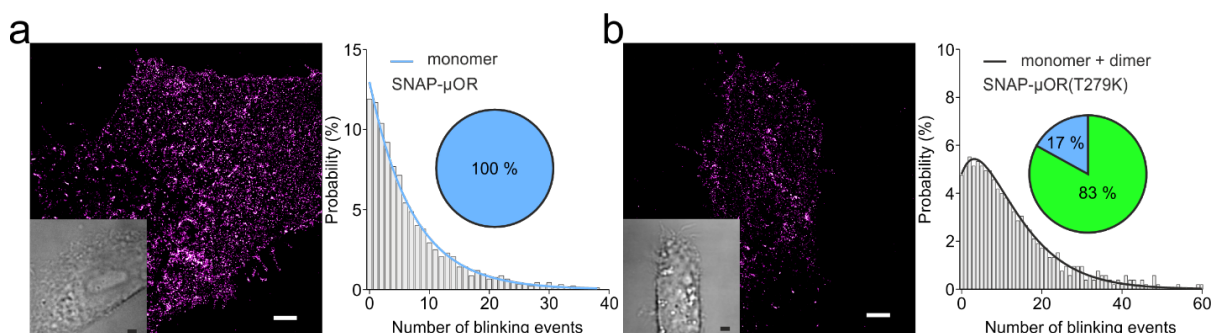 a
15
10
5
0
Probability (%)
monomer
SNAP-µOR
100 %
0
10
20
30
40
Number of blinking events
b
10
8
6
4
2
0
Probability (%)
monomer + dimer
SNAP-µOR(T279K)
17 %
83 %
0
20
40
60
Number of blinking events